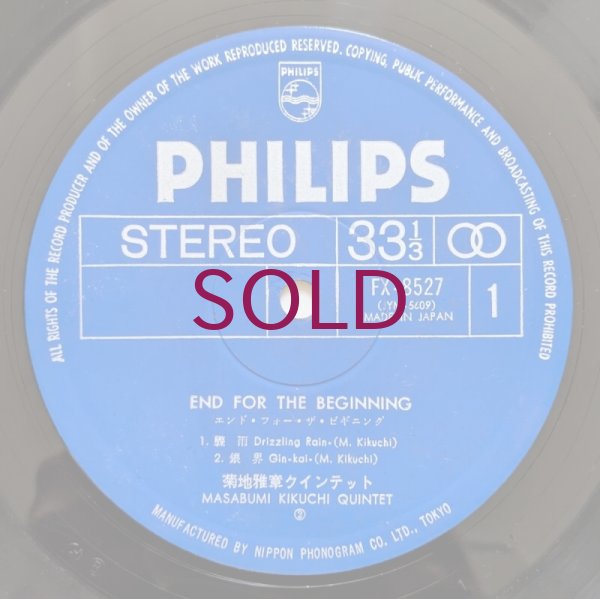 ALL RIGHTS OF THE RECORD PRODUCER AND OF THE OWNER OF THE WORK REPRODUCED RESERVED. COPYING, PUBLIC PERFORMANCE AND BROADCASTING OF THIS RECORD PROHIBITED
PHILIPS
PHILIPS
STEREO 33 1/3
FX-8527
MADE IN JAPAN
1
SOLD
END FOR THE BEGINNING
エンド・フォー・ザ・ビギニング
1. 驟 雨 Drizzling Rain-(M. Kikuchi)
2. 銀 界 Gin-kai-(M. Kikuchi)
菊地雅章クインテット
MASABUMI KIKUCHI QUINTET
②
MANUFACTURED BY NIPPON PHONOGRAM CO. LTD., TOKYO